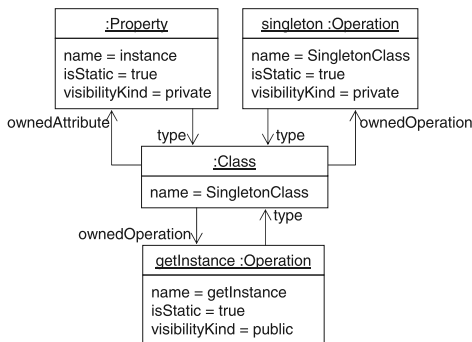 :Property
name = instance
isStatic = true
visibilityKind = private
singleton :Operation
name = SingletonClass
isStatic = true
visibilityKind = private
ownedAttribute
type
type
ownedOperation
:Class
name = SingletonClass
ownedOperation
type
getInstance :Operation
name = getInstance
isStatic = true
visibilityKind = public